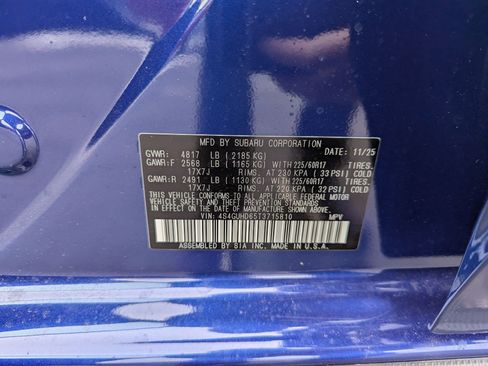 MFD BY SUBARU CORPORATION DATE: 11/25
GVWR: 4817 LB (2185 KG)
GAWR:F 2568 LB (1165 KG) WITH 225/60R17 TIRES.
17X7J RIMS. AT 230 KPA (33 PSI) COLD
GAWR:R 2491 LB (1130 KG) WITH 225/60R17 TIRES.
17X7J RIMS. AT 220 KPA (32 PSI) COLD
THIS VEHICLE CONFORMS TO ALL APPLICABLE FEDERAL MOTOR
VEHICLE SAFETY STANDARDS IN EFFECT ON THE DATE OF MANUFACTURE SHOWN ABOVE.
VIN: 4S4GUHD65T3715810 MPV
ASSEMBLED BY SIA INC. MADE IN U.S.A.